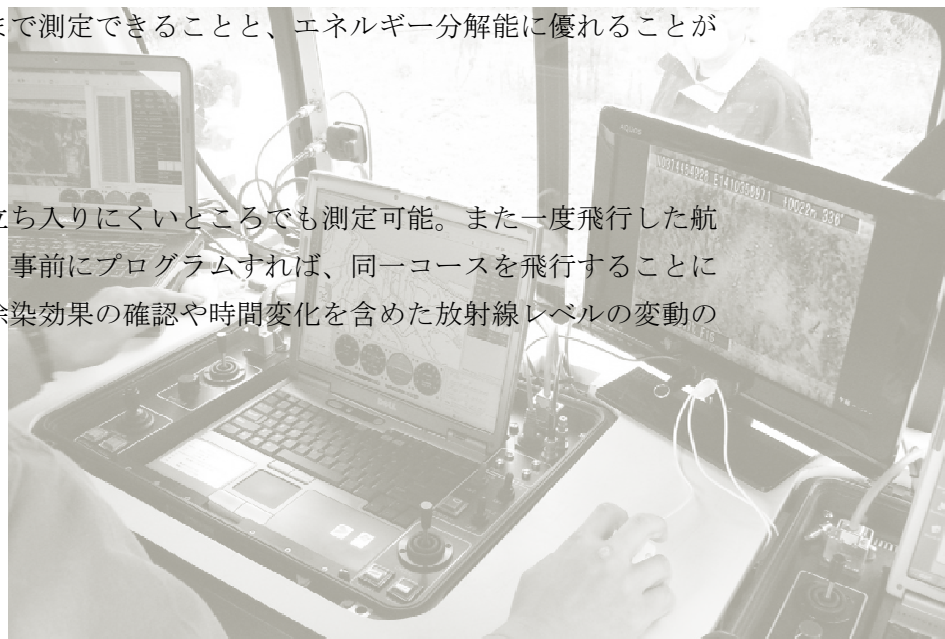 まで測定できることと、エネルギー分解能に優れることが
立ち入りにくいところでも測定可能。また一度飛行した航
事前にプログラムすれば、同一コースを飛行することに
除染効果の確認や時間変化を含めた放射線レベルの変動の
AQUOS